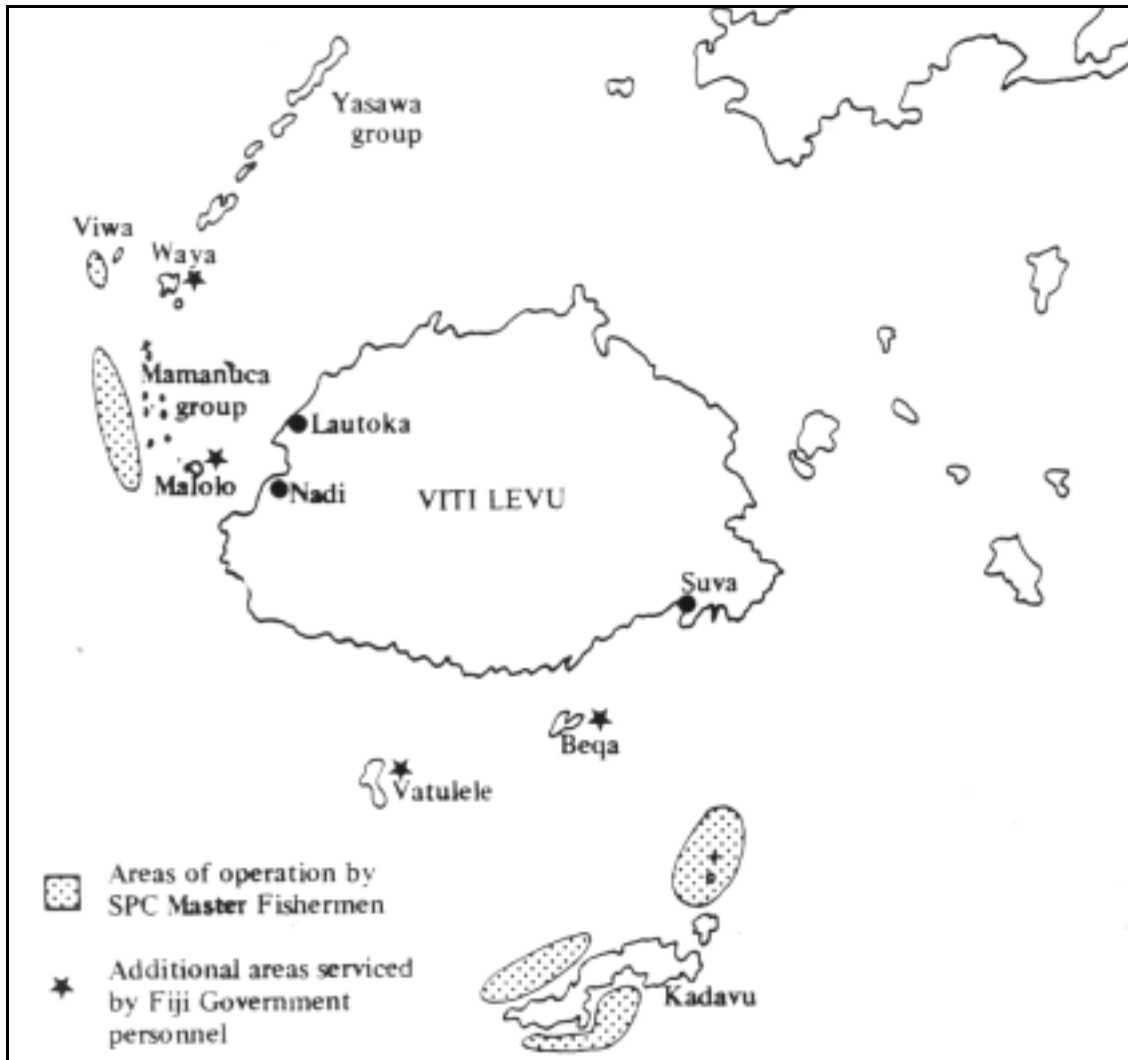 Yasawa
group
Viwa
Waya
Mamanuca
group
Lautoka
Malolo
Nadi
VITI LEVU
Suva
Beqa
Vatulele
Areas of operation by
SPC Master Fishermen
Kadavu
Additional areas serviced
by Fiji Government
personnel